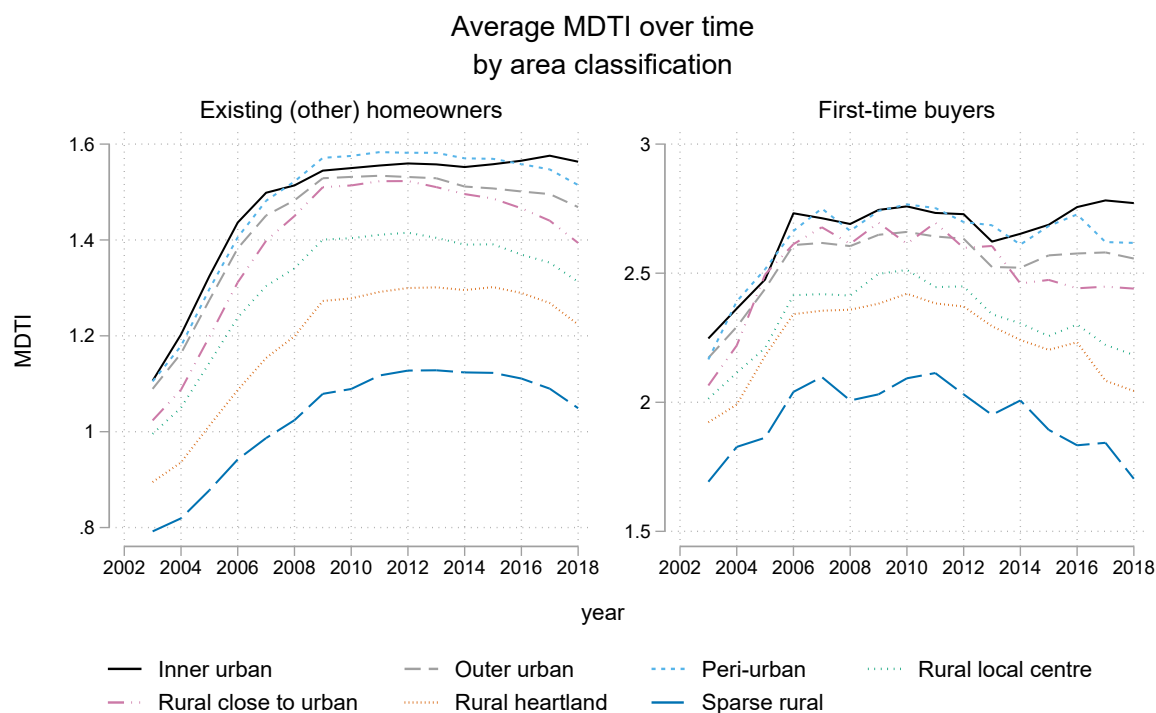 Average MDTI over time
by area classification
Existing (other) homeowners
First-time buyers
MDTI
1.6
1.4
1.2
1
.8
2002 2004 2006 2008 2010 2012 2014 2016 2018
3
2.5
2
1.5
2002 2004 2006 2008 2010 2012 2014 2016 2018
year
Inner urban Outer urban Peri-urban Rural local centre
Rural close to urban Rural heartland Sparse rural